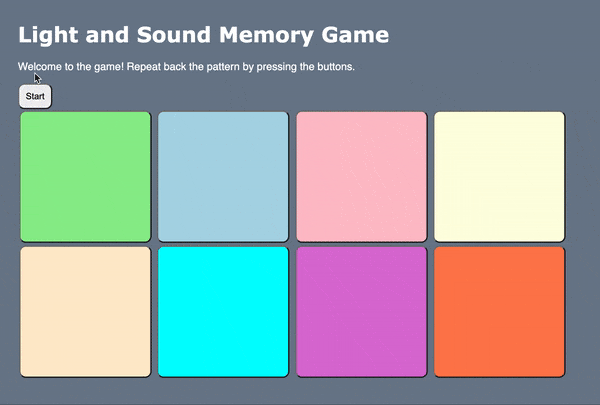 Light and Sound Memory Game
Welcome to the game! Repeat back the pattern by pressing the buttons.
Start